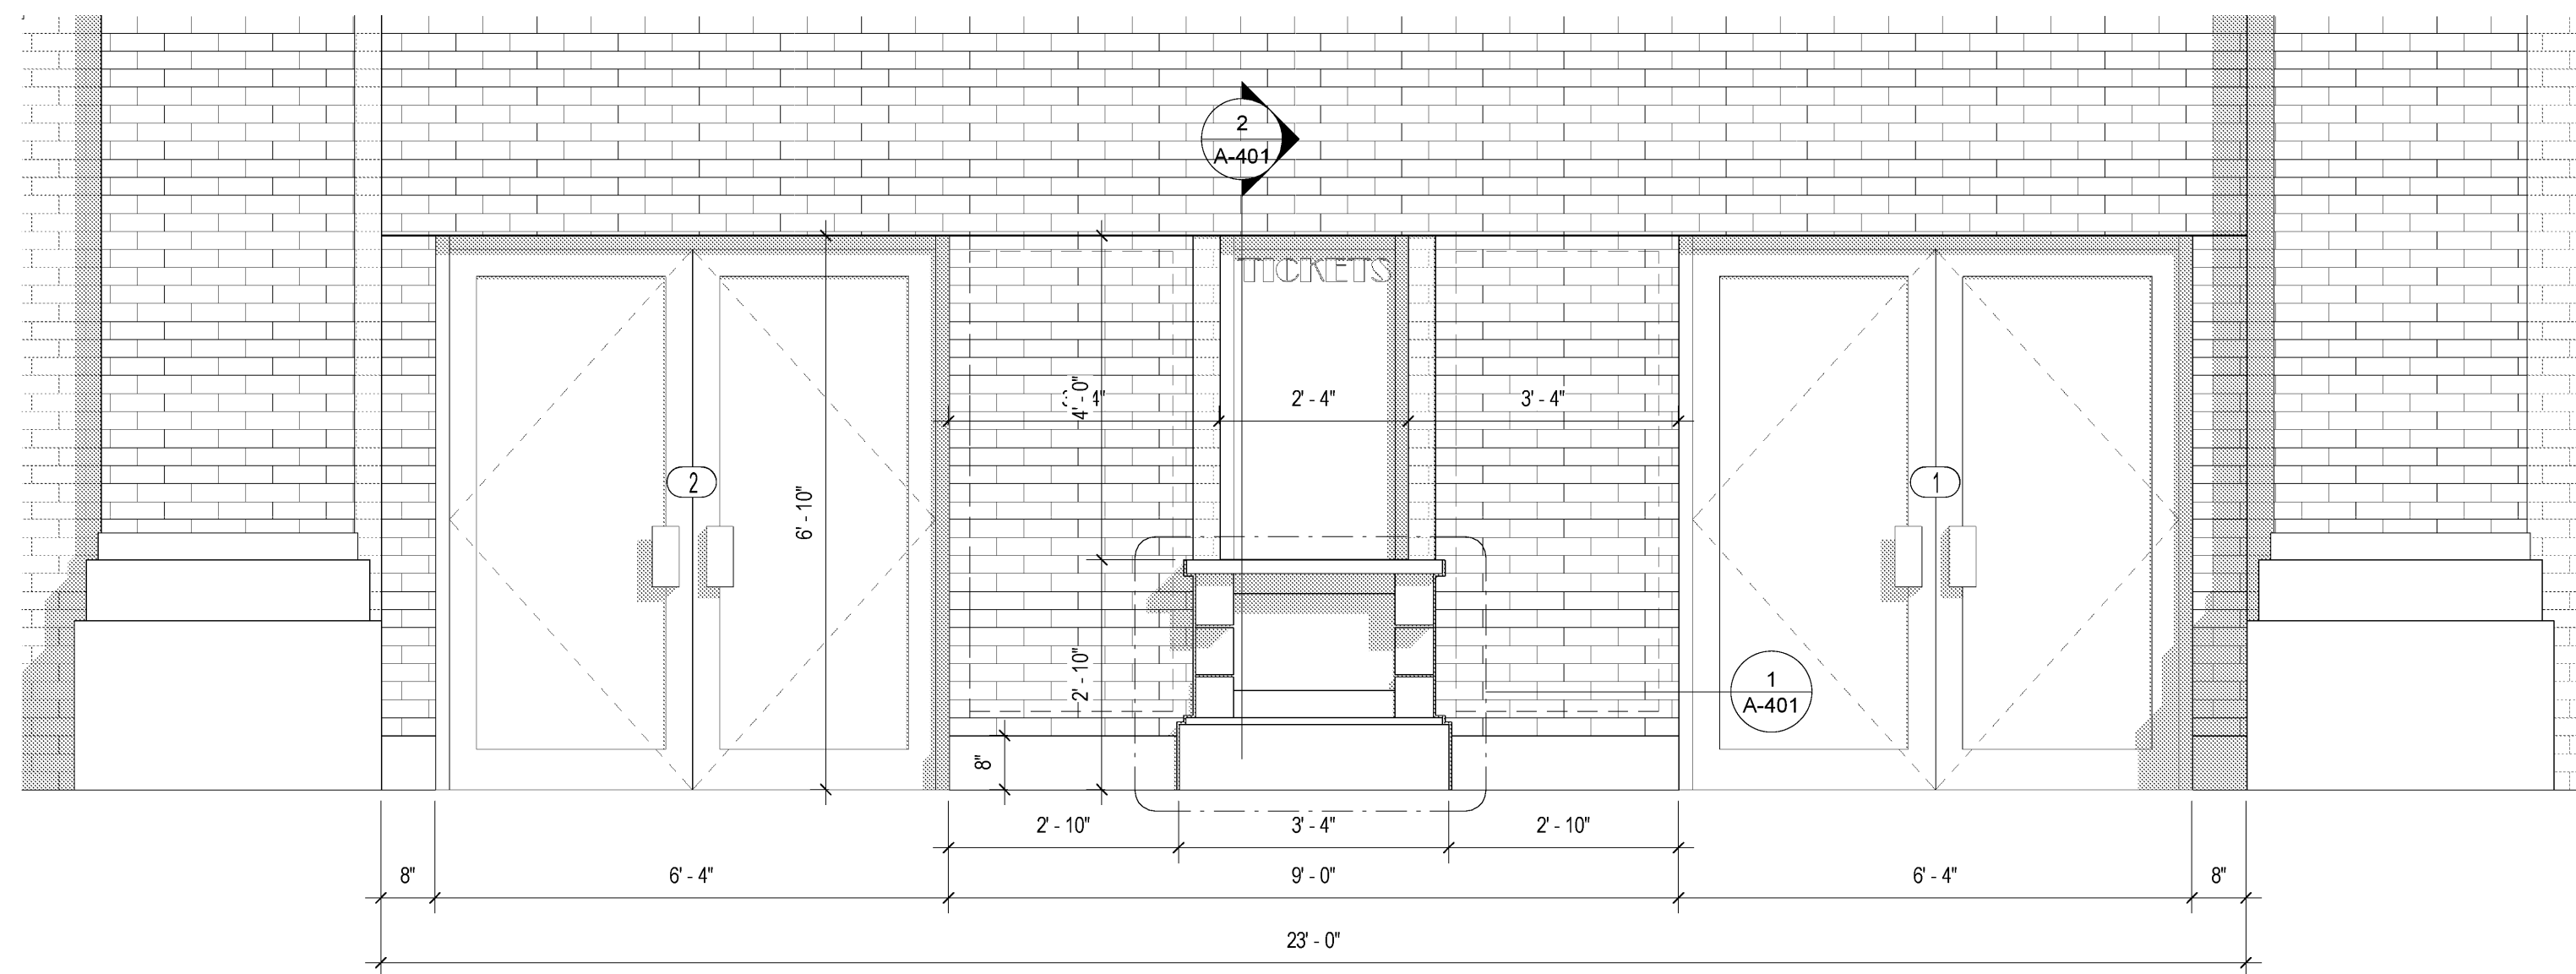 2
A-401
TICKETS
4' - 0"
2' - 4"
3' - 4"
2
6' - 10"
1
2' - 10"
1
A-401
8"
2' - 10"
3' - 4"
2' - 10"
8"
6' - 4"
9' - 0"
6' - 4"
8"
23' - 0"